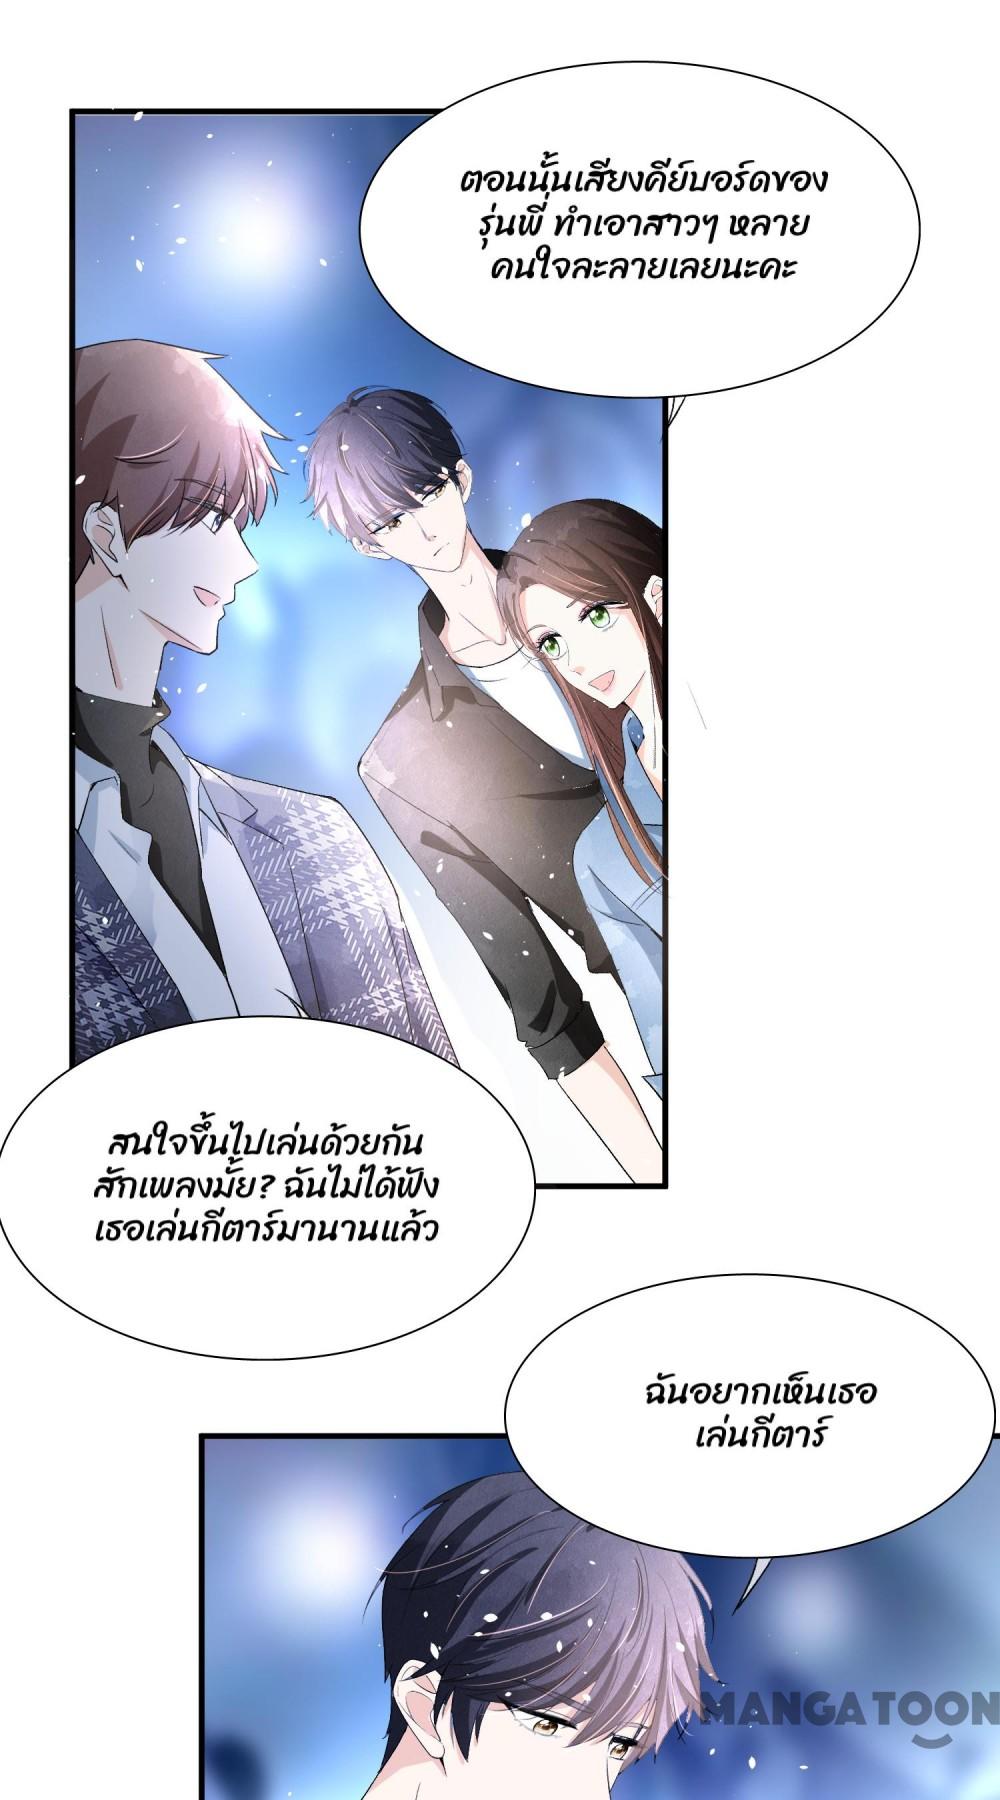 ตอนนั้นเสียงคีย์บอร์ดของ
รุ่นพี่ ทำเอาสาวๆ หลาย
คนใจละลายเลยนะคะ
สนใจขึ้นไปเล่นด้วยกัน
สักเพลงมั้ย? ฉันไม่ได้ฟัง
เธอเล่นกีตาร์มานานแล้ว
ฉันอยากเห็นเธอ
เล่นกีตาร์
MANGATOON